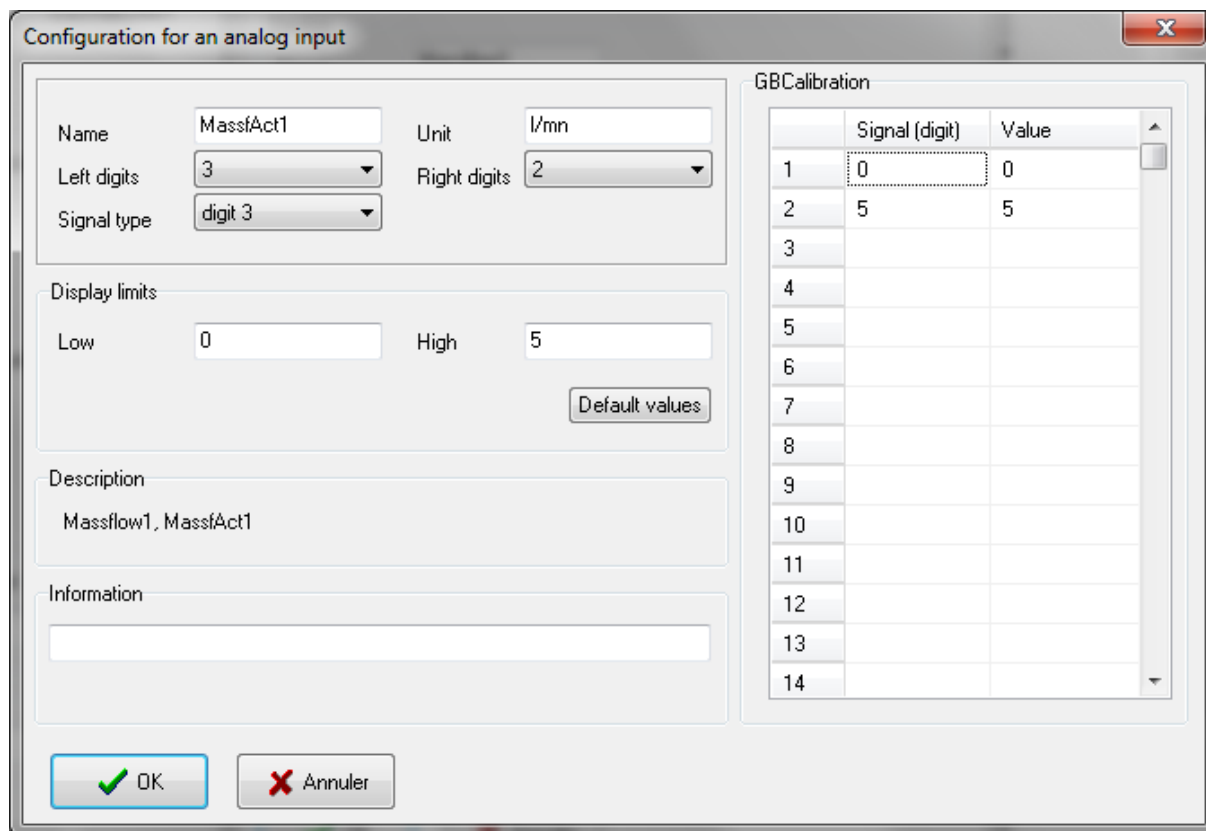 Configuration for an analog input
Name MassfAct1 Unit l/mn
Left digits 3 Right digits 2
Signal type digit 3
Display limits
Low 0 High 5
Default values
Description
Massflow1, MassfAct1
Information
OK Annuler
GBCalibration
Signal (digit) Value
1 0 0
2 5 5
3
4
5
6
7
8
9
10
11
12
13
14